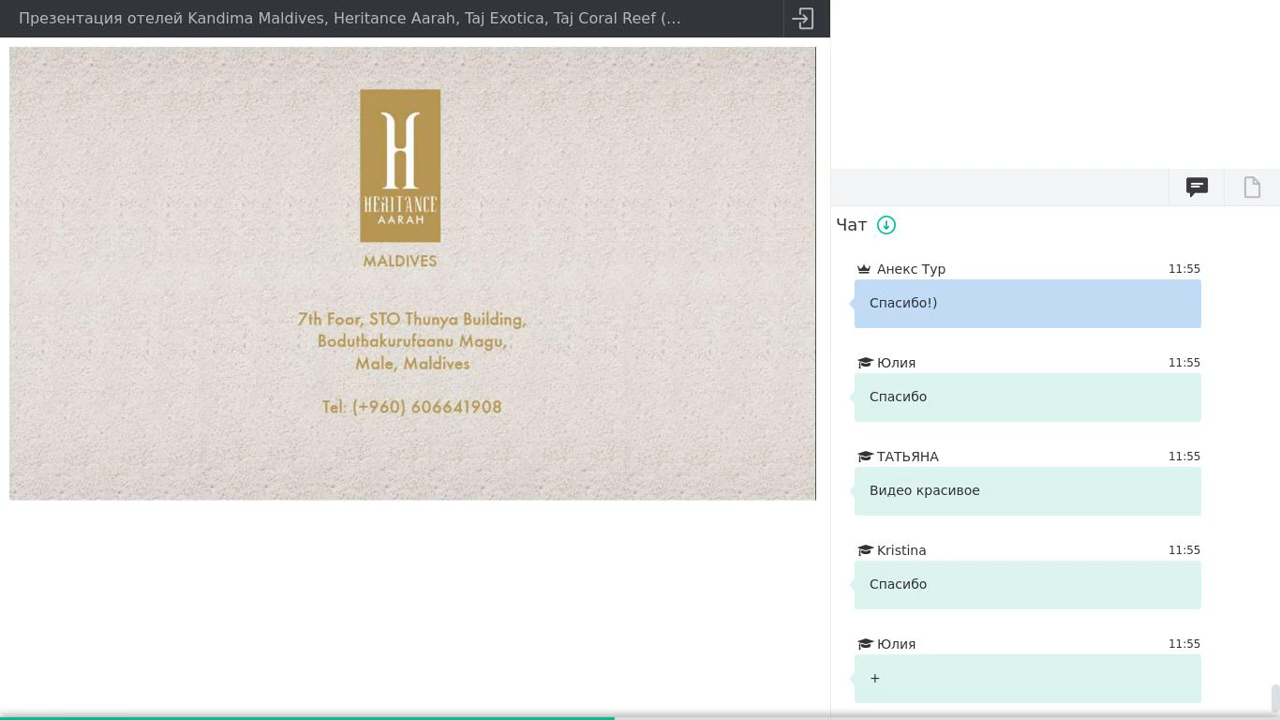 Презентация отелей Kandima Maldives, Heritance Aarah, Taj Exotica, Taj Coral Reef (…
H
HERITANCE
AARAH
MALDIVES
7th Foor, STO Thunya Building,
Boduthakurufaanu Magu,
Male, Maldives
Tel: (+960) 606641908
Чат
Анекс Тур 11:55
Спасибо!)
Юлия 11:55
Спасибо
ТАТЬЯНА 11:55
Видео красивое
Kristina 11:55
Спасибо
Юлия 11:55
+